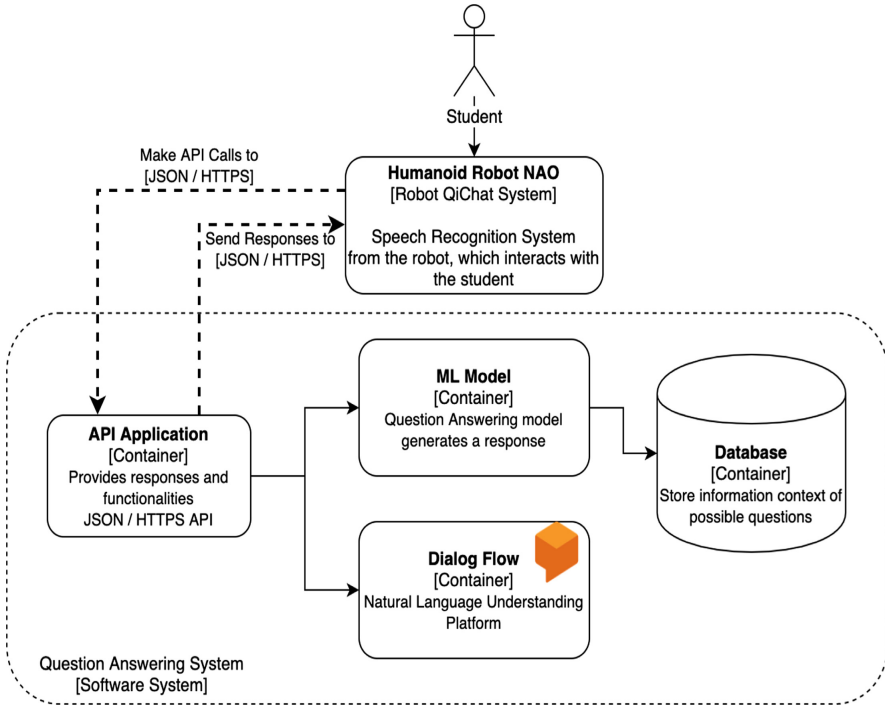 Student
Make API Calls to
[JSON / HTTPS]
Humanoid Robot NAO
[Robot QiChat System]
Speech Recognition System
from the robot, which interacts with
the student
Send Responses to
[JSON / HTTPS]
ML Model
[Container]
Question Answering model
generates a response
API Application
[Container]
Provides responses and
functionalities
JSON / HTTPS API
Database
[Container]
Store information context of
possible questions
Dialog Flow
[Container]
Natural Language Understanding
Platform
Question Answering System
[Software System]